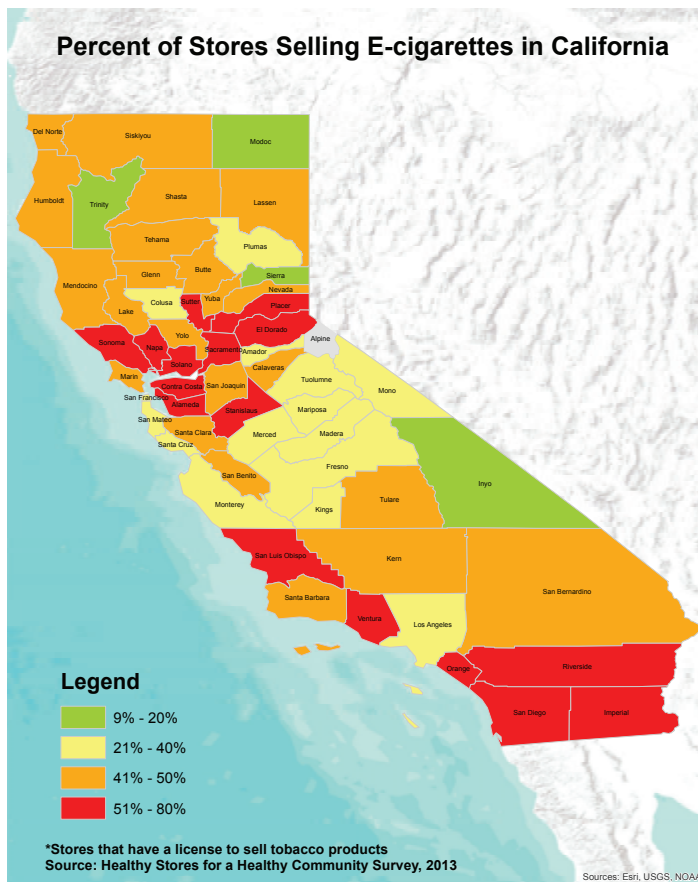 Percent of Stores Selling E-cigarettes in California
Del Norte
Siskiyou
Modoc
Humboldt
Trinity
Shasta
Lassen
Tehama
Plumas
Glenn
Butte
Sierra
Mendocino
Colusa
Sutter
Yuba
Nevada
Placer
Lake
El Dorado
Sonoma
Napa
Yolo
Sacramento
Amador
Alpine
Solano
Calaveras
Marin
Contra Costa
San Joaquin
Tuolumne
Mono
San Francisco
Alameda
Stanislaus
Mariposa
San Mateo
Santa Clara
Merced
Madera
Santa Cruz
Fresno
San Benito
Inyo
Monterey
Kings
Tulare
San Luis Obispo
Kern
San Bernardino
Santa Barbara
Ventura
Los Angeles
Orange
Riverside
San Diego
Imperial
Legend
9% - 20%
21% - 40%
41% - 50%
51% - 80%
*Stores that have a license to sell tobacco products
Source: Healthy Stores for a Healthy Community Survey, 2013
Sources: Esri, USGS, NOAA